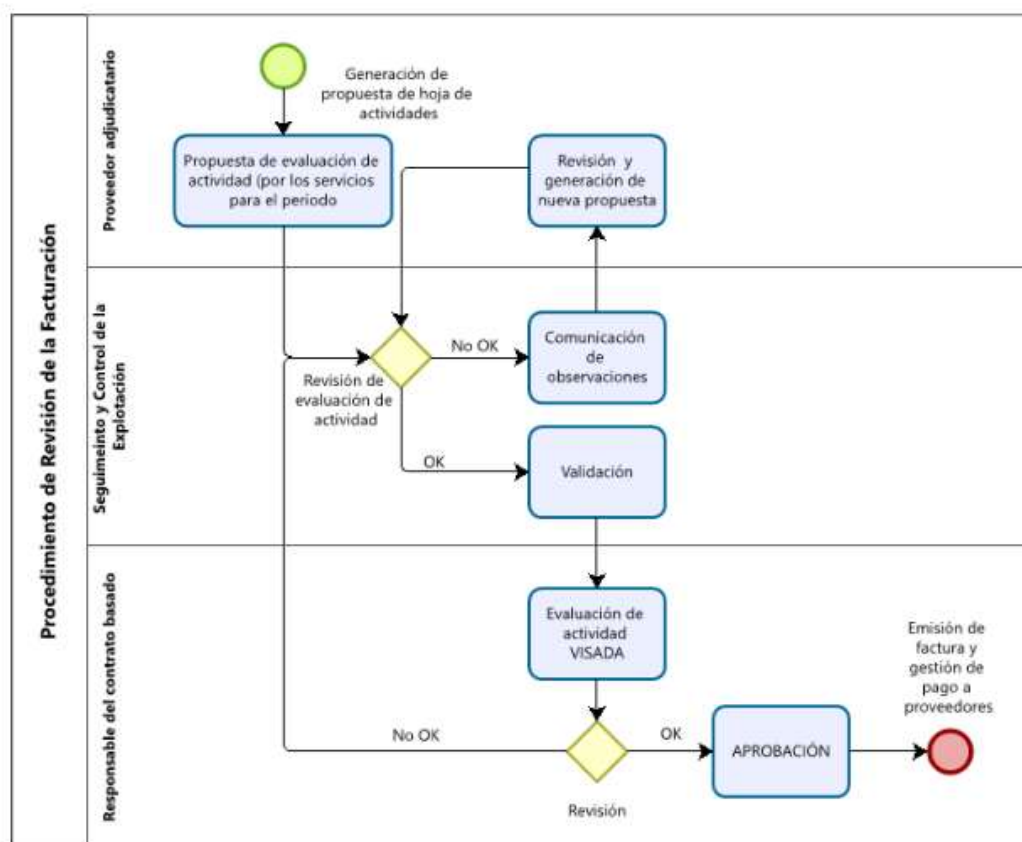 Procedimiento de Revisión de la Facturación
Proveedor adjudicatario
Generación de
propuesta de hoja de
actividades
Propuesta de evaluación de
actividad (por los servicios
para el periodo
Revisión y
generación de
nueva propuesta
Seguimeinto y Control de la
Explotación
Revisión de
evaluación de
actividad
No OK
Comunicación
de
observaciones
OK
Validación
Responsable del contrato basado
Evaluación de
actividad
VISADA
No OK
Revisión
OK
APROBACIÓN
Emisión de
factura y
gestión de
pago a
proveedores